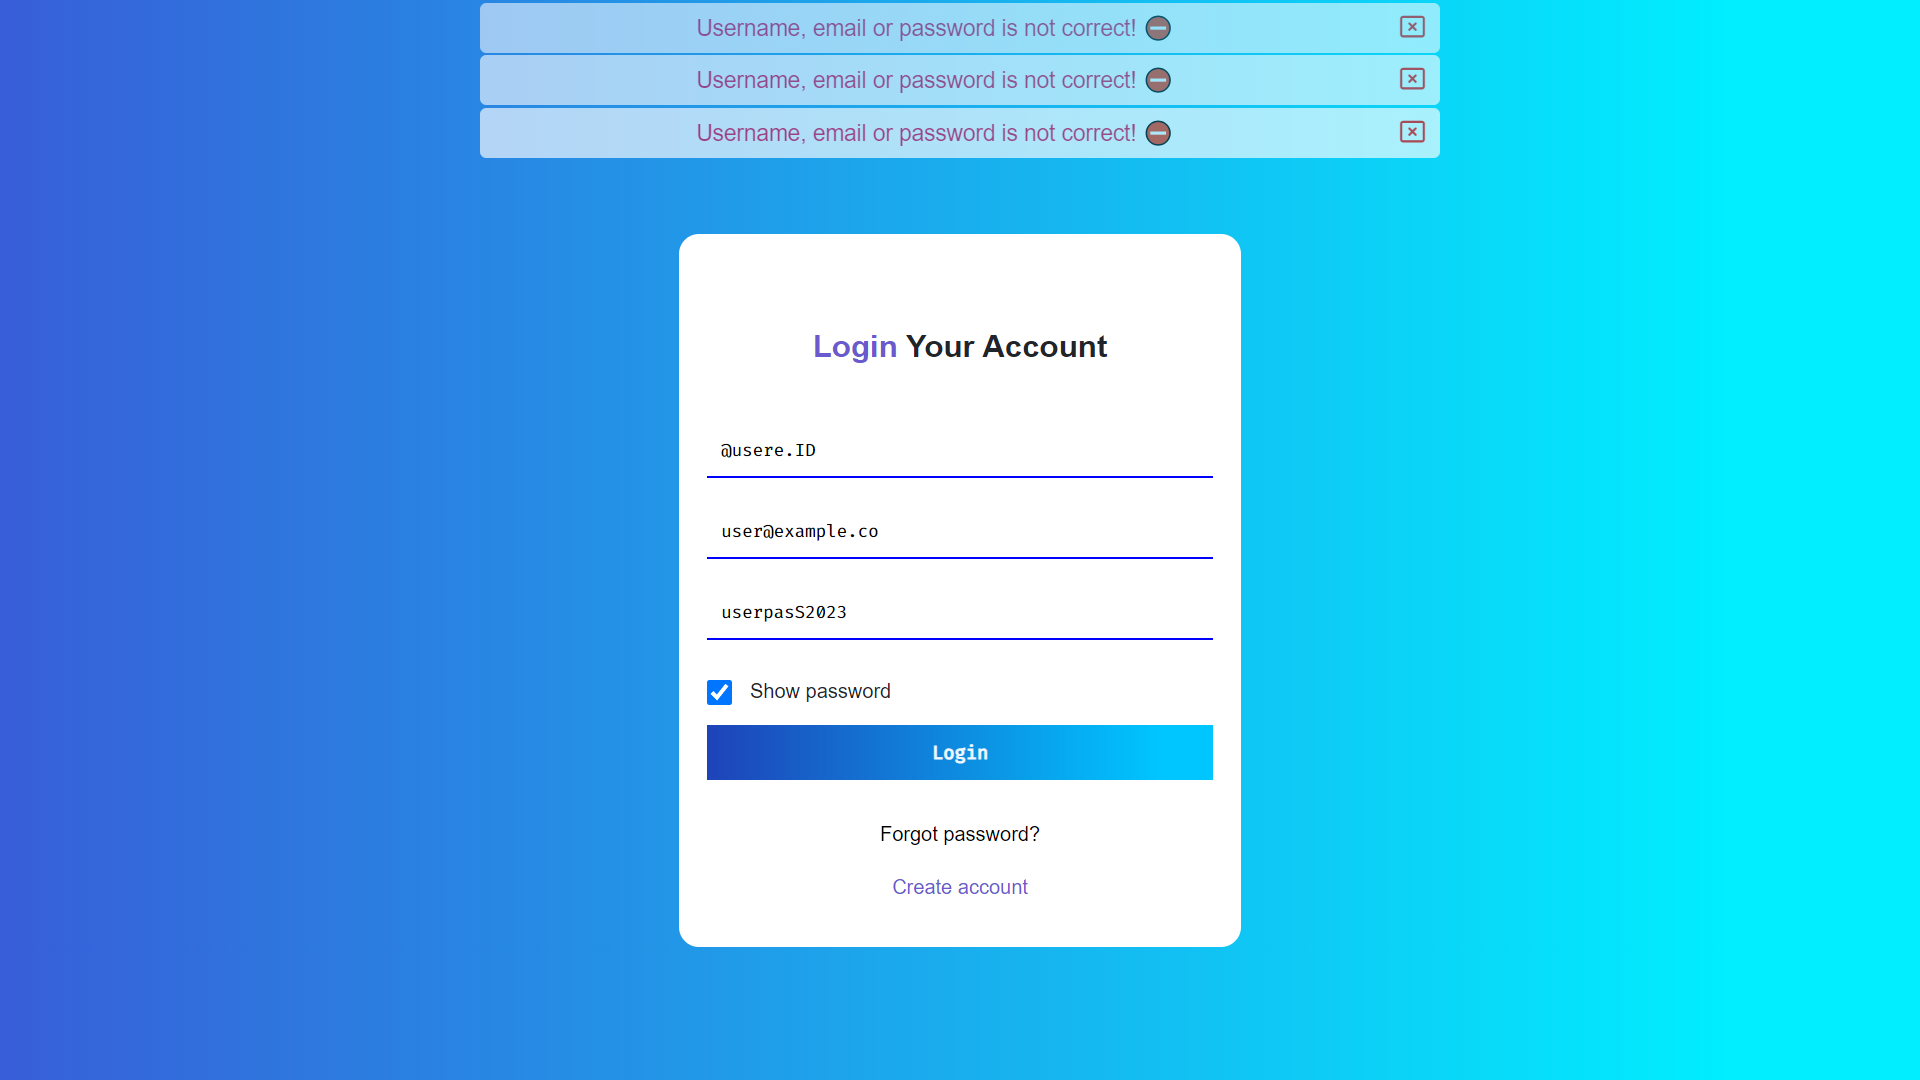 Username, email or password is not correct! ⛔
Username, email or password is not correct! ⛔
Username, email or password is not correct! ⛔
Login Your Account
@usere.ID
user@example.co
userpasS2023
Show password
Login
Forgot password?
Create account